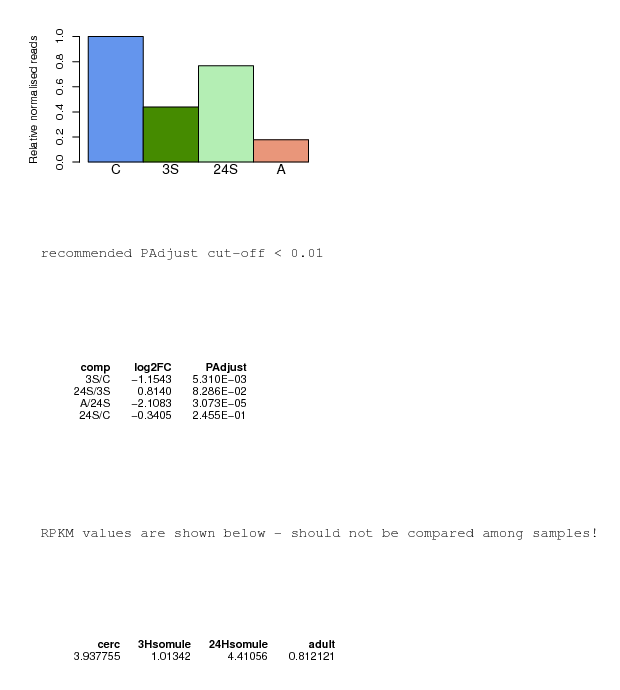 Relative normalised reads
1.0
0.8
0.6
0.4
0.2
0.0
C 3S 24S A
recommended PAdjust cut-off < 0.01
comp log2FC PAdjust
3S/C −1.1543 5.310E−03
24S/3S 0.8140 8.286E−02
A/24S −2.1083 3.073E−05
24S/C −0.3405 2.455E−01
RPKM values are shown below - should not be compared among samples!
cerc 3Hsomule 24Hsomule adult
3.937755 1.01342 4.41056 0.812121